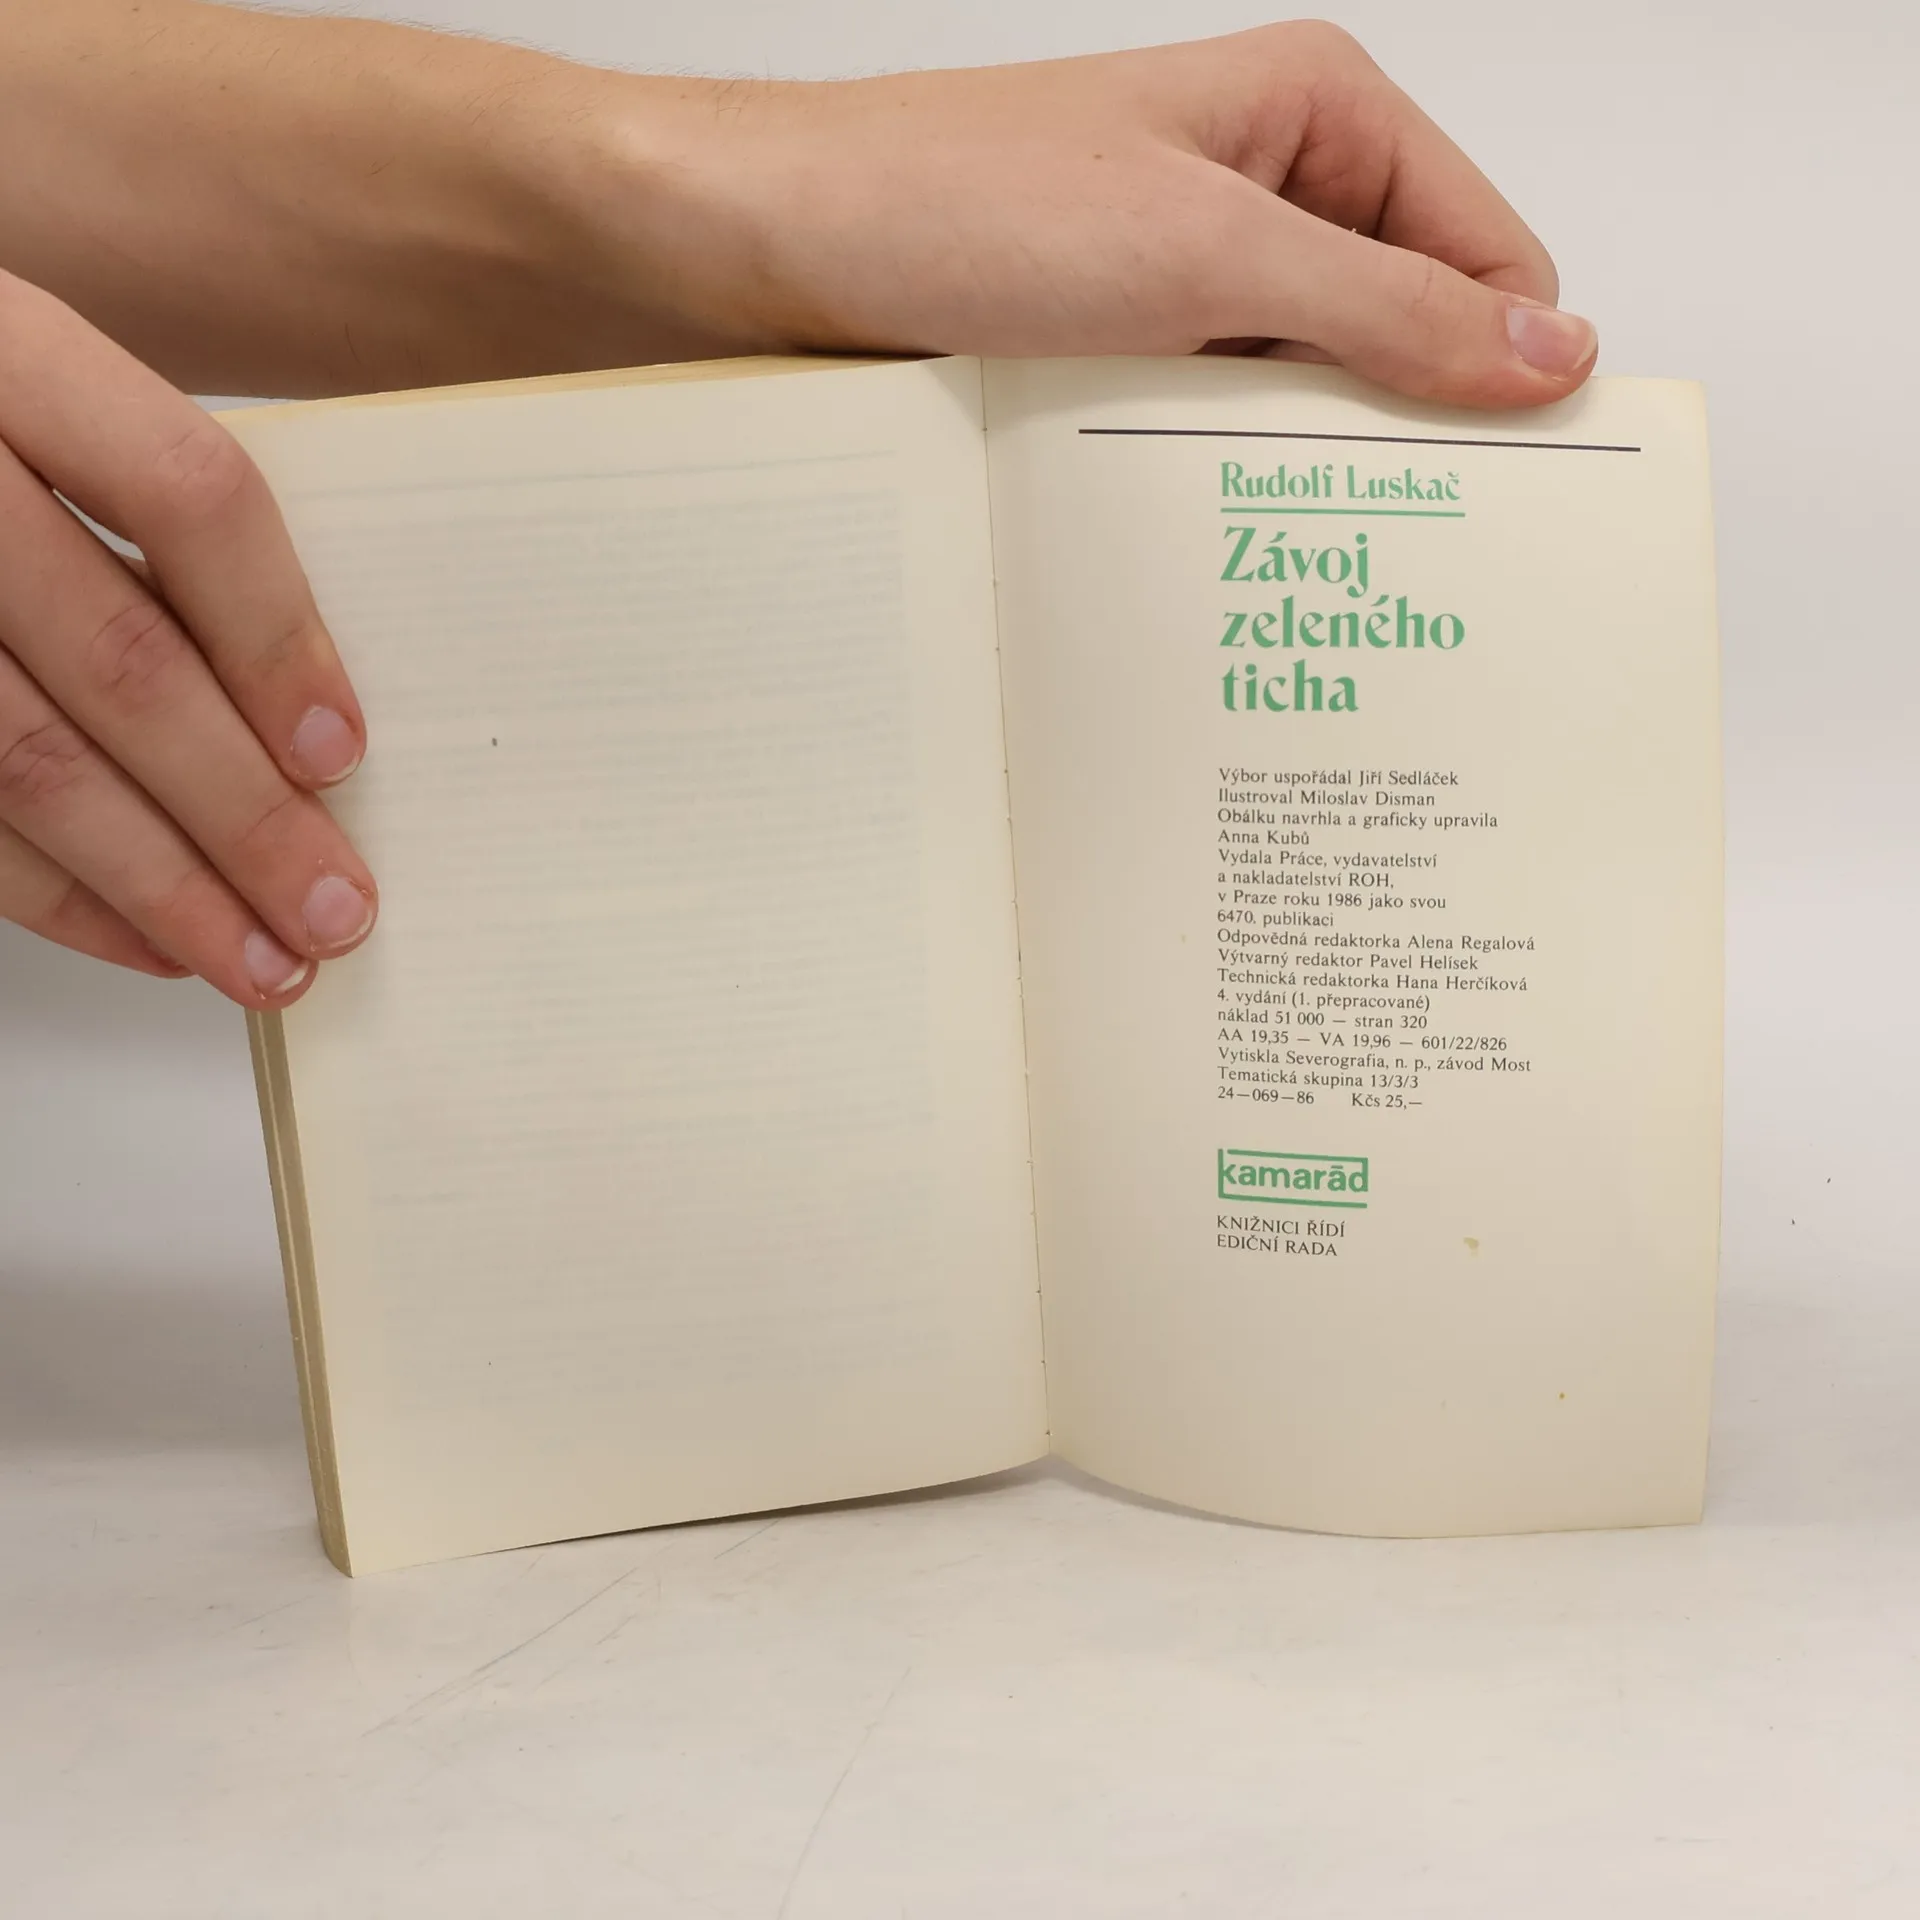 Rudolf Luskač
Závoj
zeleného
ticha
Výbor uspořádal Jiří Sedláček
Ilustroval Miloslav Disman
Obálku navrhla a graficky upravila
Anna Kubů
Vydala Práce, vydavatelství
a nakladatelství ROH,
v Praze roku 1986 jako svou
6470. publikaci
Odpovědná redaktorka Alena Regalová
Výtvarný redaktor Pavel Helísek
Technická redaktorka Hana Herčíková
4. vydání (1. přepracované)
náklad 51 000 — stran 320
AA 19,35 — VA 19,96 — 601/22/826
Vytiskla Severografia, n. p., závod Most
Tematická skupina 13/3/3
24—069—86 Kčs 25,—
kamarád
KNIŽNICI ŘÍDÍ
EDIČNÍ RADA